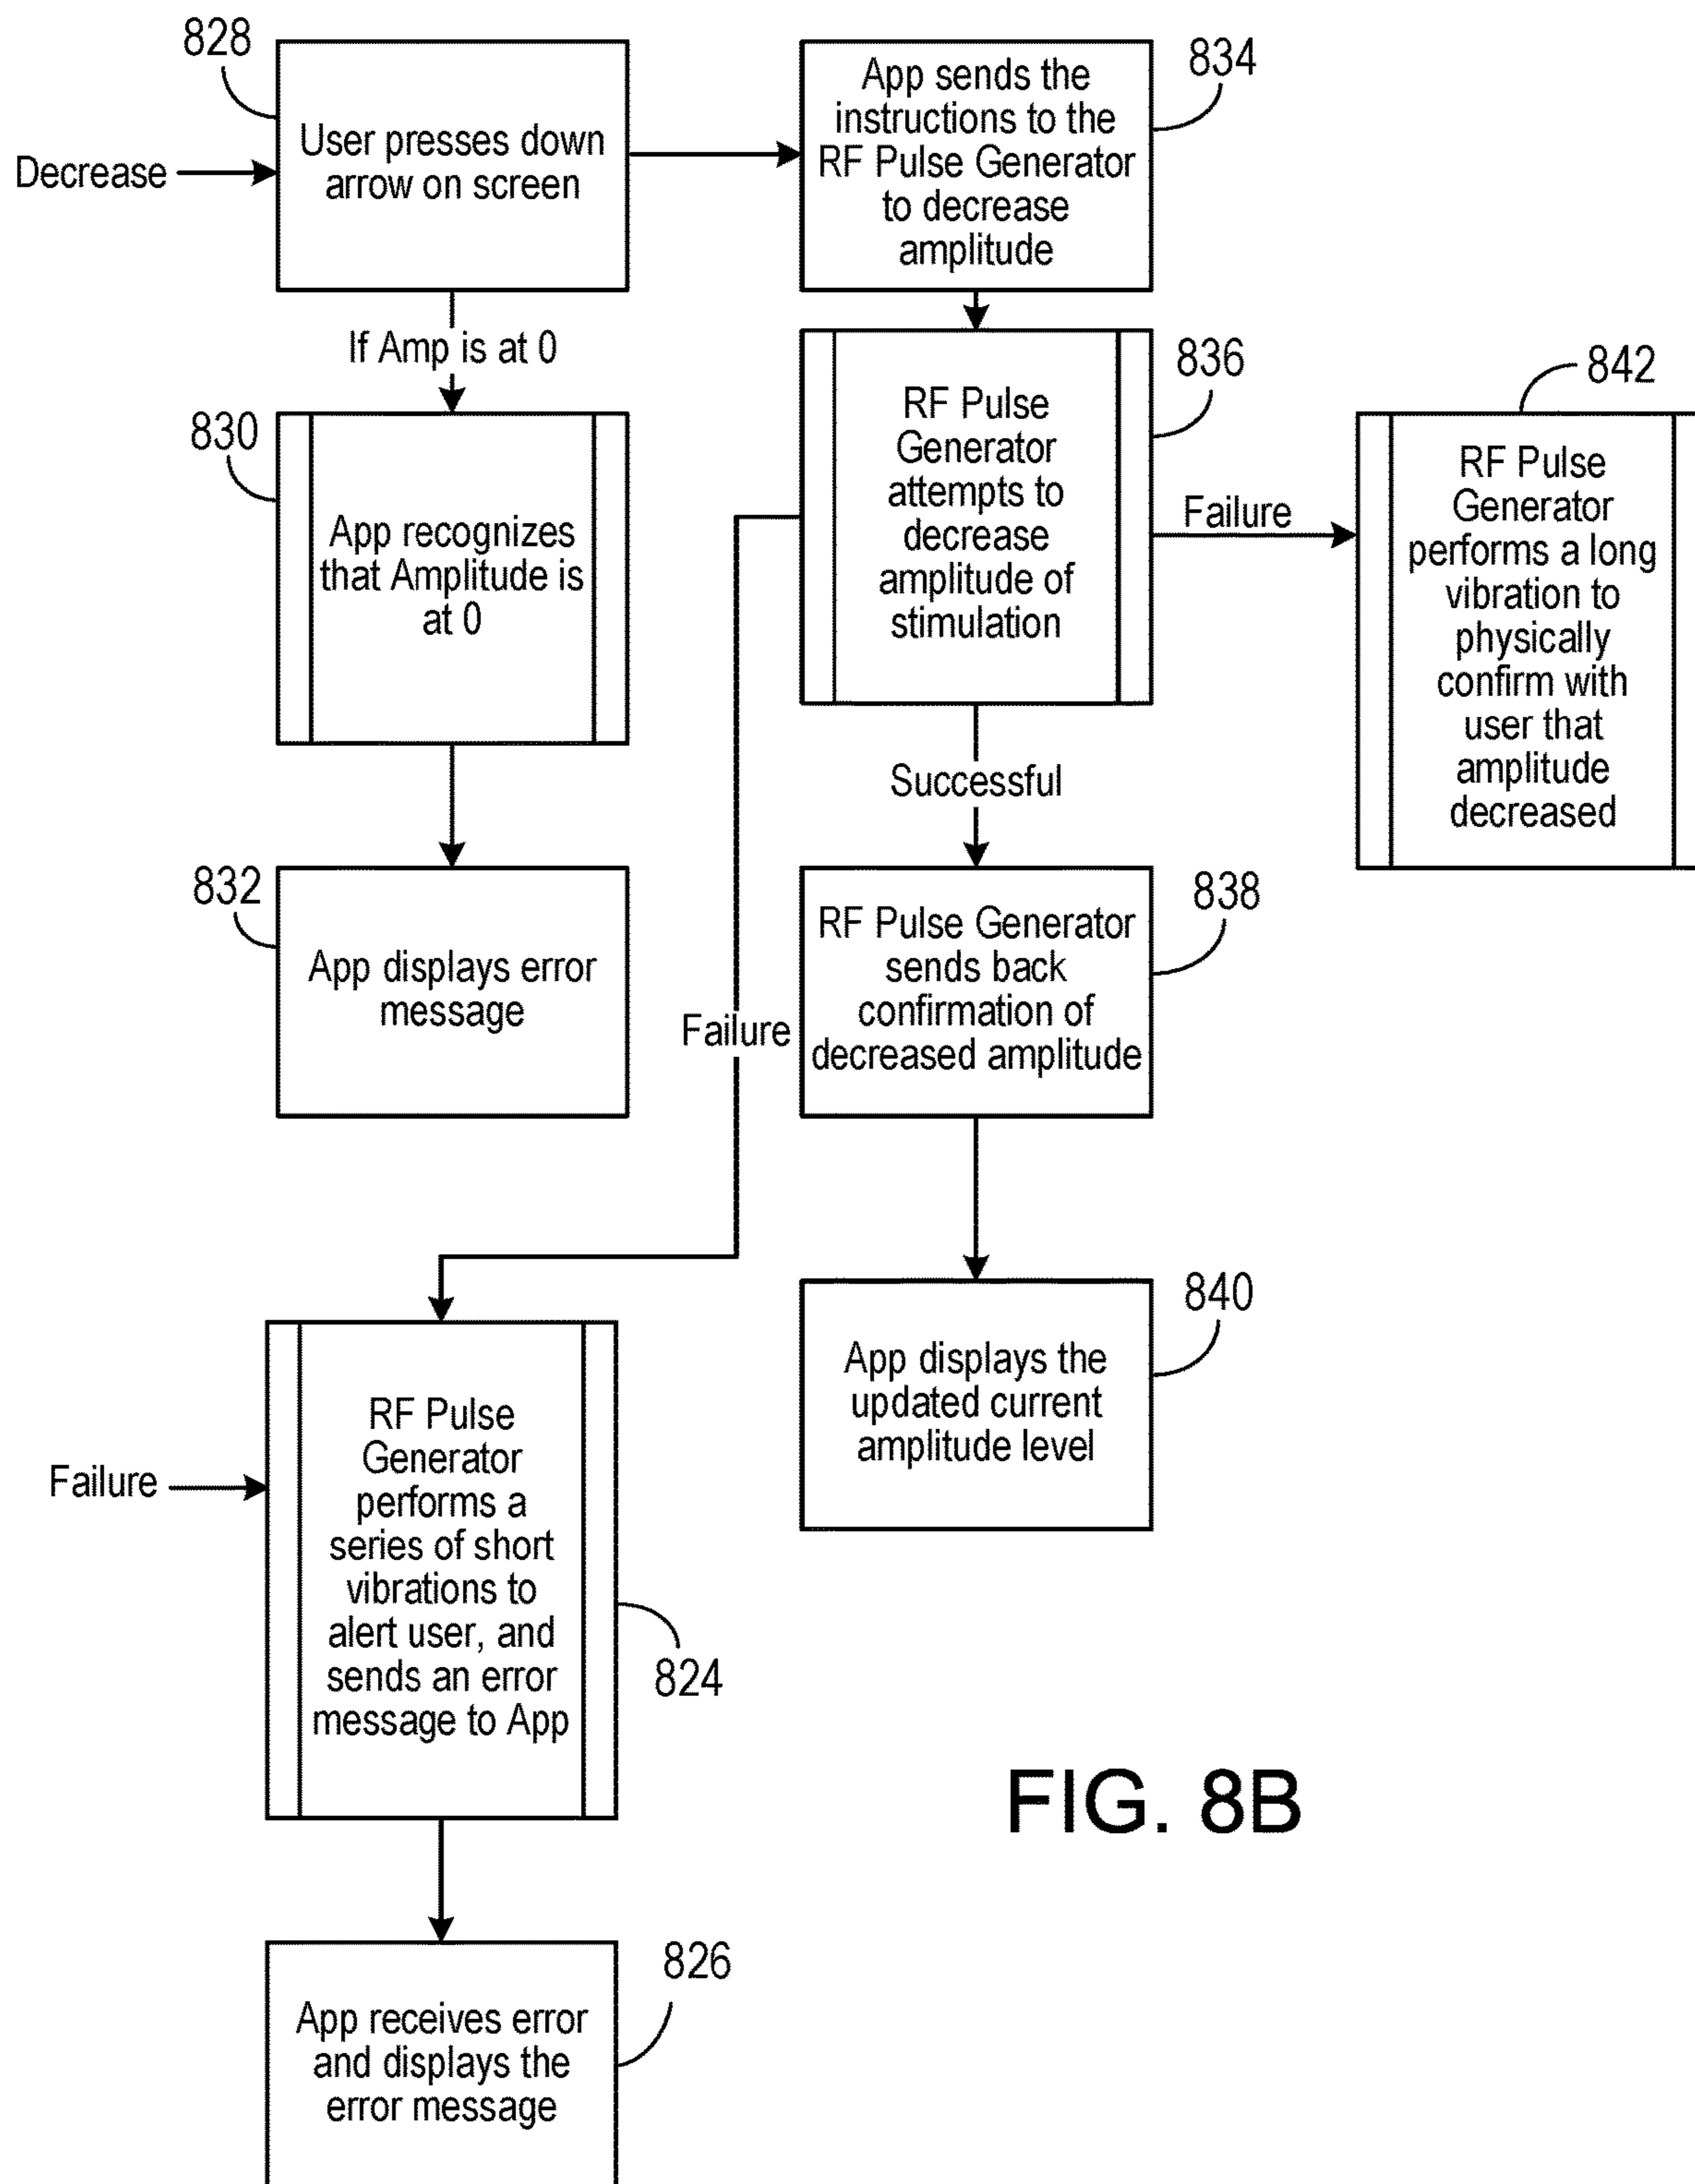 828
Decrease
User presses down
arrow on screen
834
App sends the
instructions to the
RF Pulse Generator
to decrease
amplitude
If Amp is at 0
830
App recognizes
that Amplitude is
at 0
832
App displays error
message
836
RF Pulse
Generator
attempts to
decrease
amplitude of
stimulation
Failure
842
RF Pulse
Generator
performs a long
vibration to
physically
confirm with
user that
amplitude
decreased
Successful
838
RF Pulse Generator
sends back
confirmation of
decreased amplitude
Failure
840
App displays the
updated current
amplitude level
Failure
RF Pulse
Generator
performs a
series of short
vibrations to
alert user, and
sends an error
message to App
824
826
App receives error
and displays the
error message
FIG. 8B